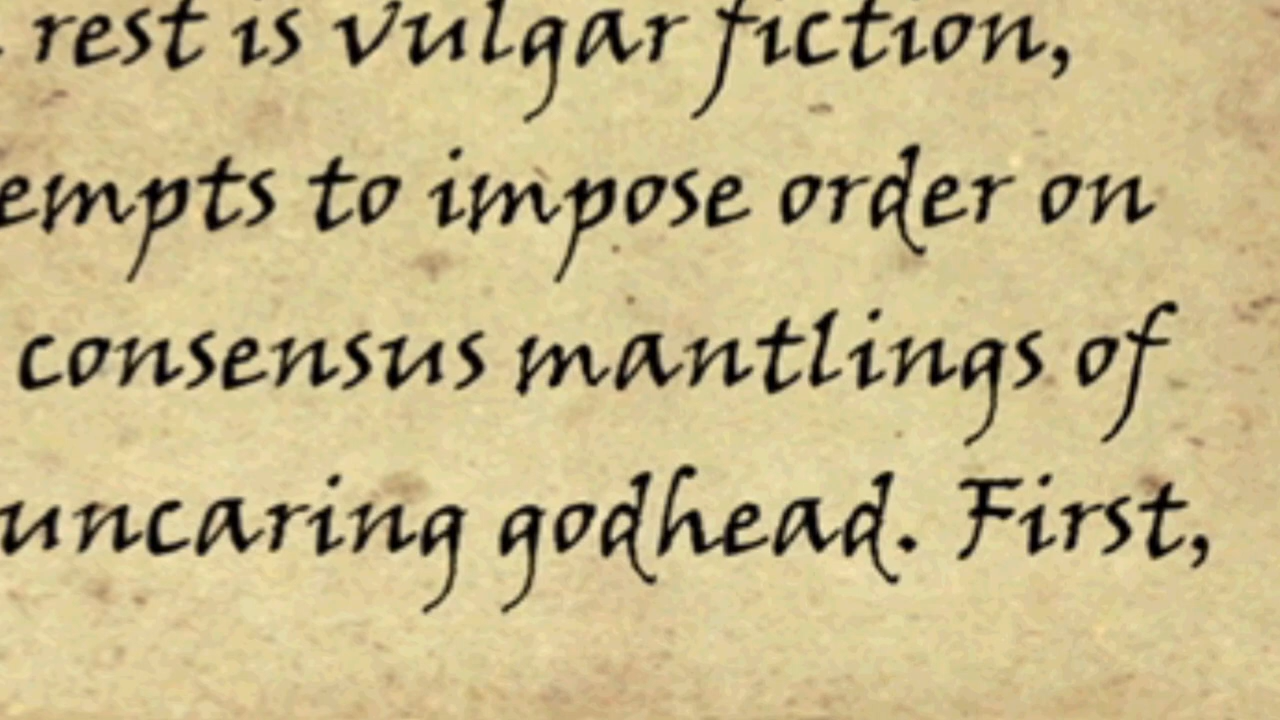 rest is vulgar fiction,
empts to impose order on
consensus mantlings of
uncaring godhead. First,